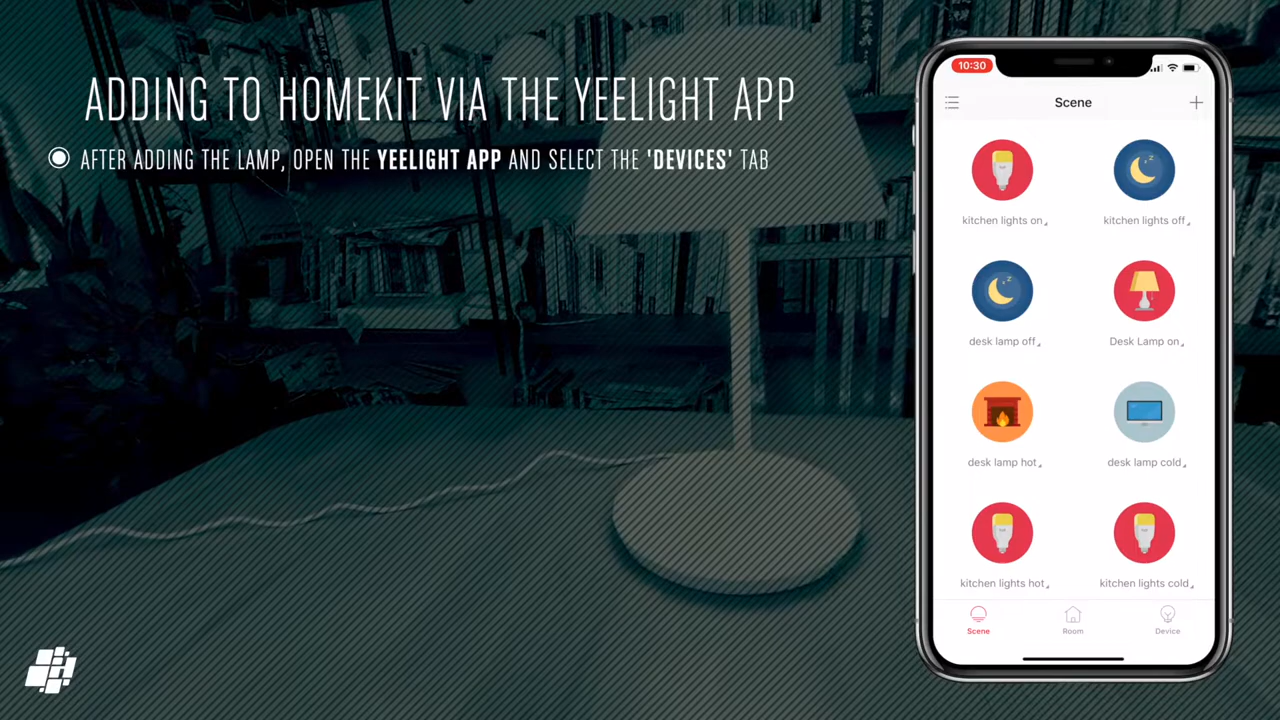 ADDING TO HOMEKIT VIA THE YEELIGHT APP
AFTER ADDING THE LAMP, OPEN THE YEELIGHT APP AND SELECT THE 'DEVICES' TAB
10:30
Scene
kitchen lights on
kitchen lights off
desk lamp off
Desk Lamp on
desk lamp hot
desk lamp cold
kitchen lights hot
kitchen lights cold
Scene
Room
Device